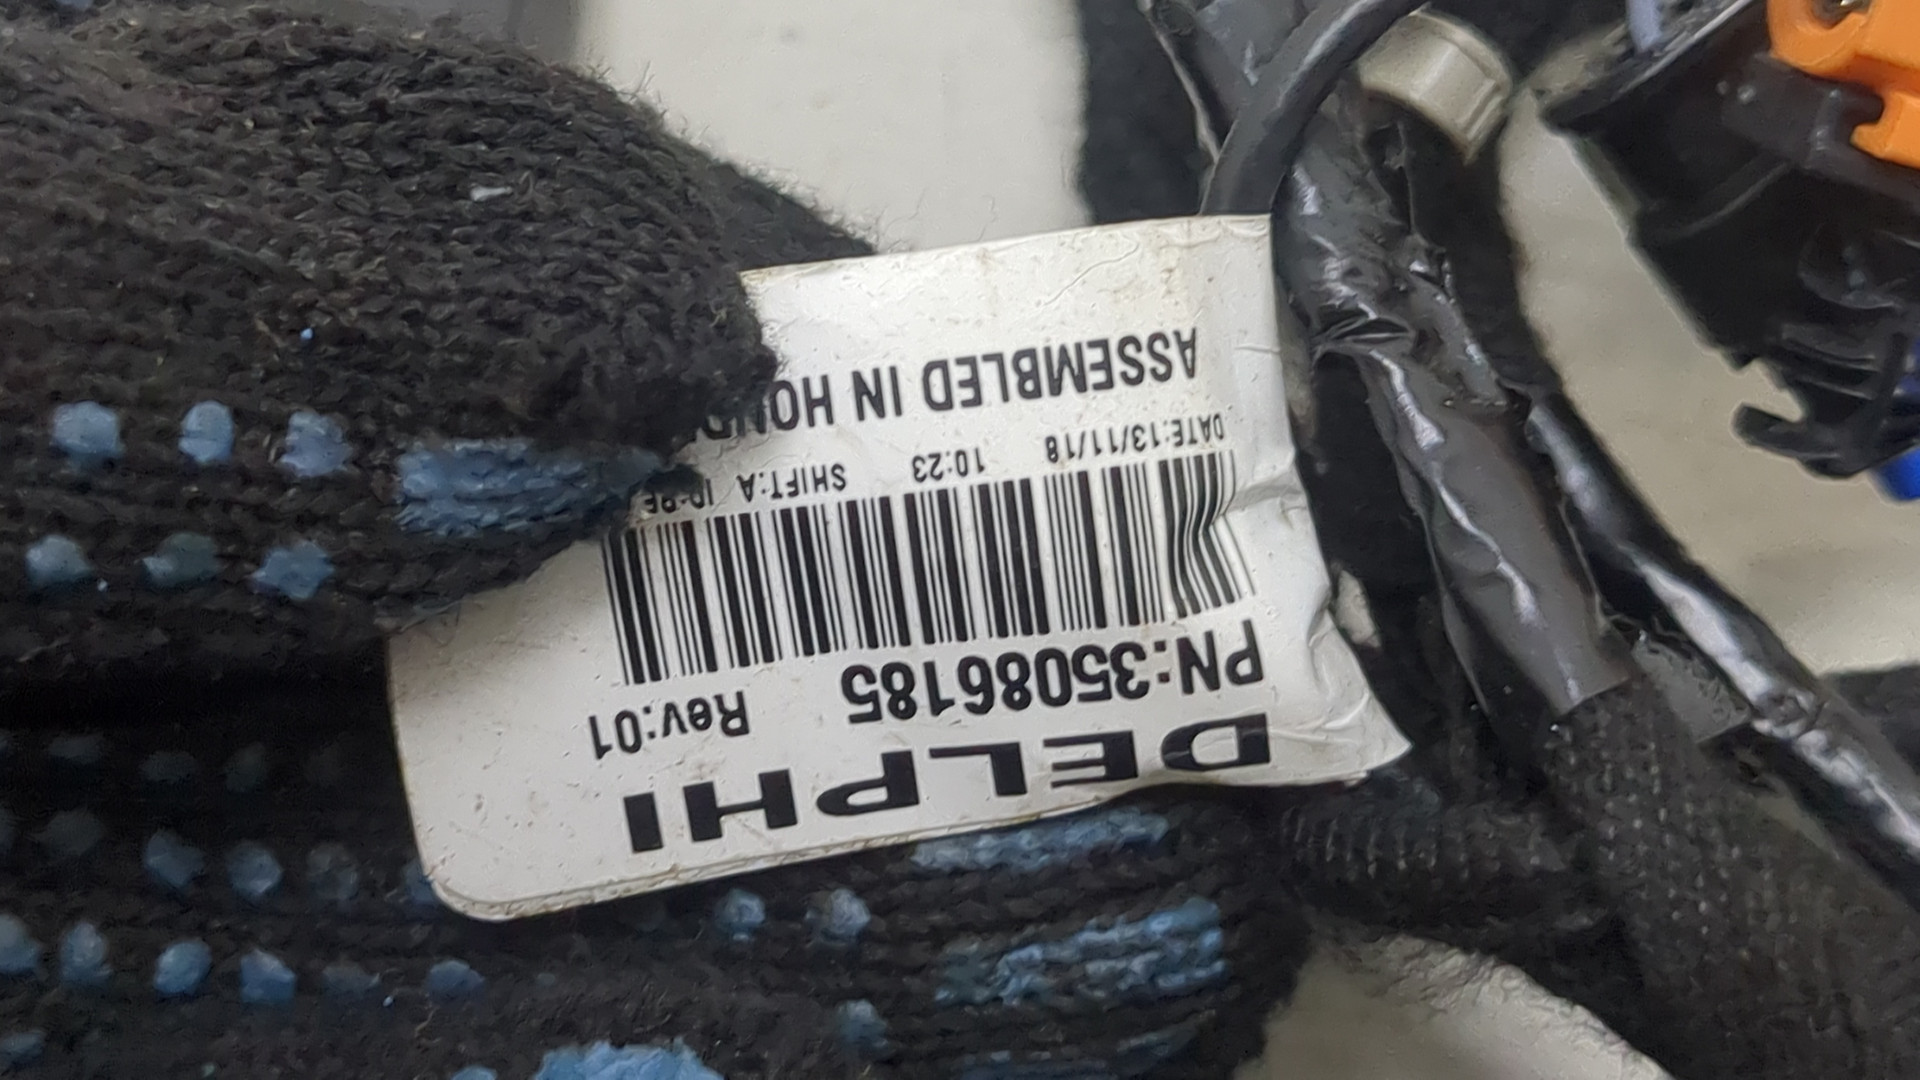 DELPHI
PN:35086185 Rev:01
DATE:13/11/18 10:23 SHIFT:A
ASSEMBLED IN